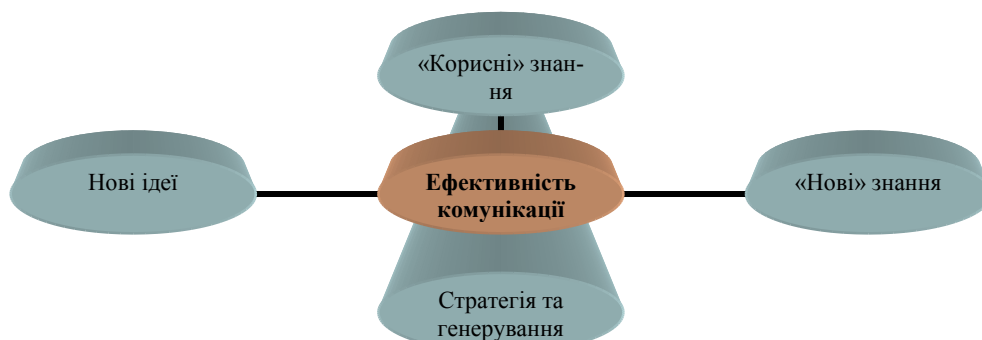 «Корисні» знан-
ня
Нові ідеї
Ефективність
комунікації
«Нові» знання
Стратегія та
генерування